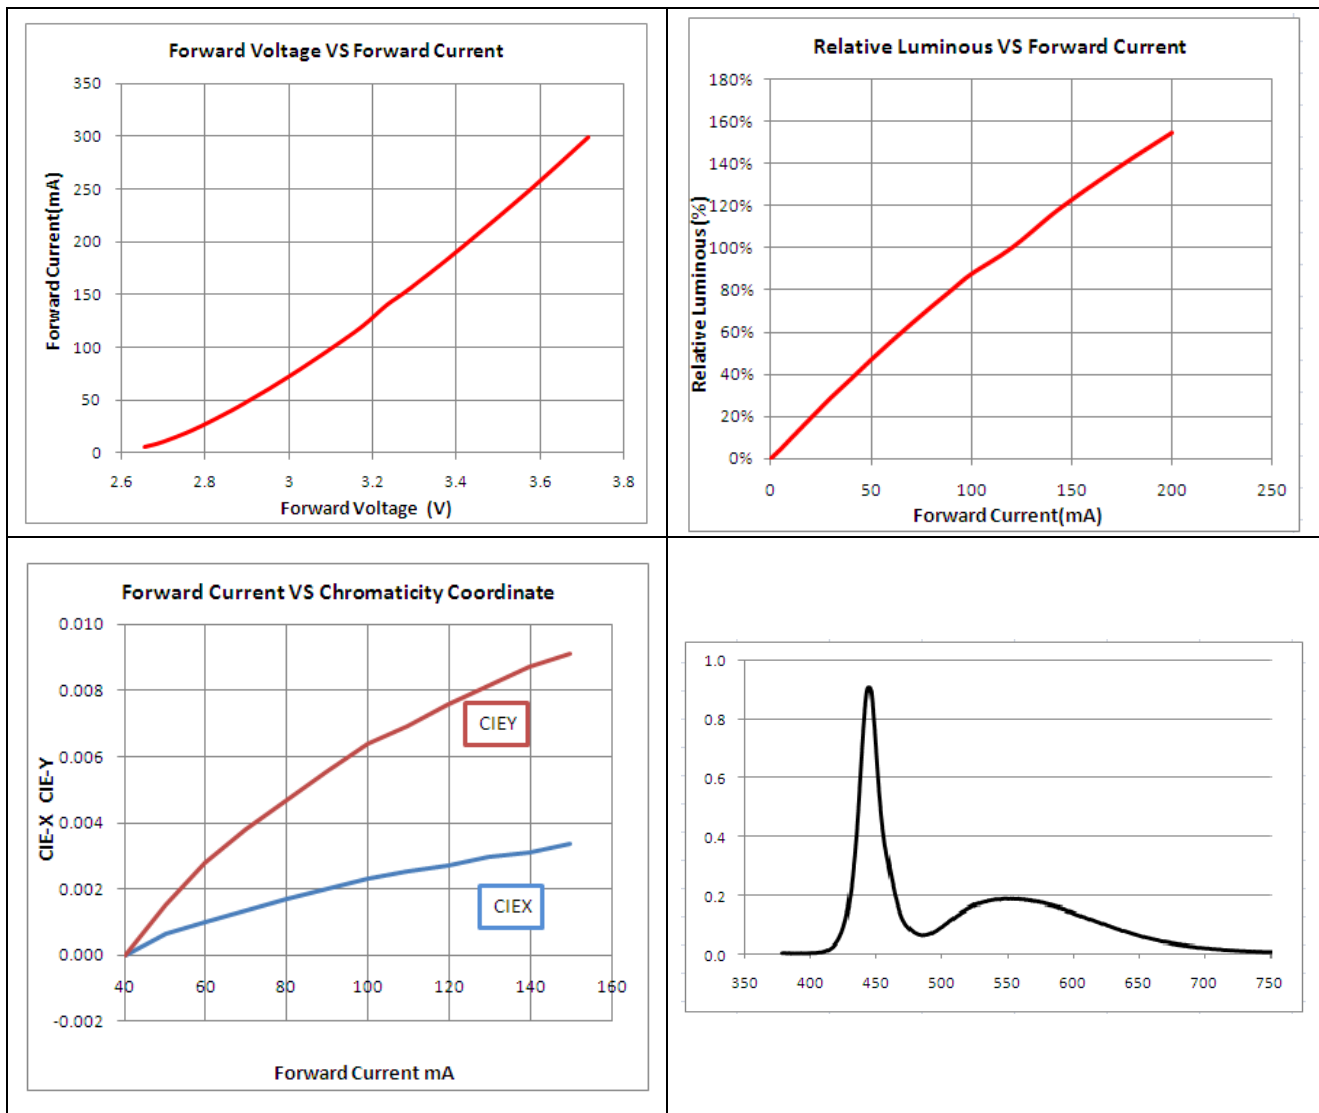 Forward Voltage VS Forward Current
350
300
250
200
150
100
50
0
Forward Current(mA)
2.6 2.8 3 3.2 3.4 3.6 3.8
Forward Voltage (V)
Relative Luminous VS Forward Current
180%
160%
140%
120%
100%
80%
60%
40%
20%
0%
Relative Luminous (%)
0 50 100 150 200 250
Forward Current(mA)
Forward Current VS Chromaticity Coordinate
0.010
0.008
0.006
0.004
0.002
0.000
-0.002
CIE-X CIE-Y
CIEY
CIEX
40 60 80 100 120 140 160
Forward Current mA
1.0
0.8
0.6
0.4
0.2
0.0
350 400 450 500 550 600 650 700 750